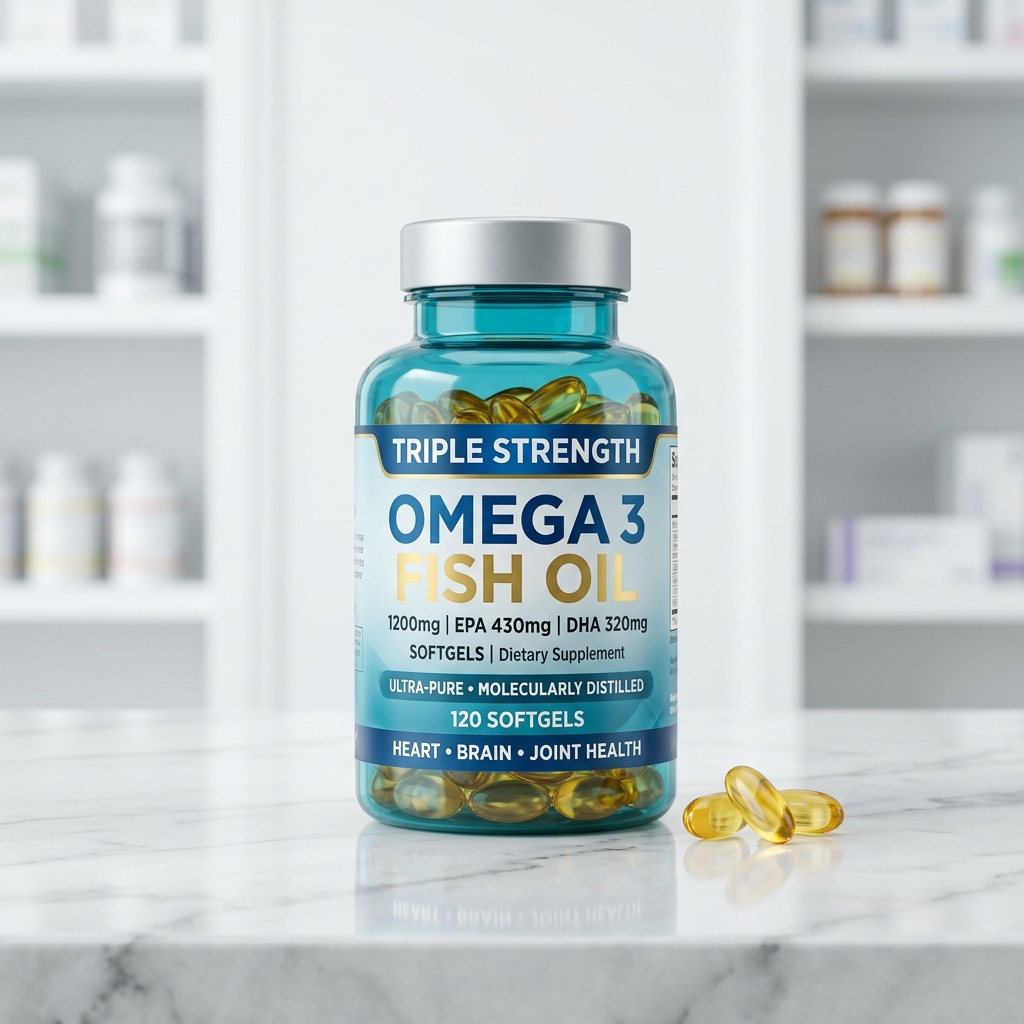 TRIPLE STRENGTH
OMEGA 3
FISH OIL
1200mg | EPA 430mg | DHA 320mg
SOFTGELS | Dietary Supplement
ULTRA-PURE • MOLECULARLY DISTILLED
120 SOFTGELS
HEART • BRAIN • JOINT HEALTH